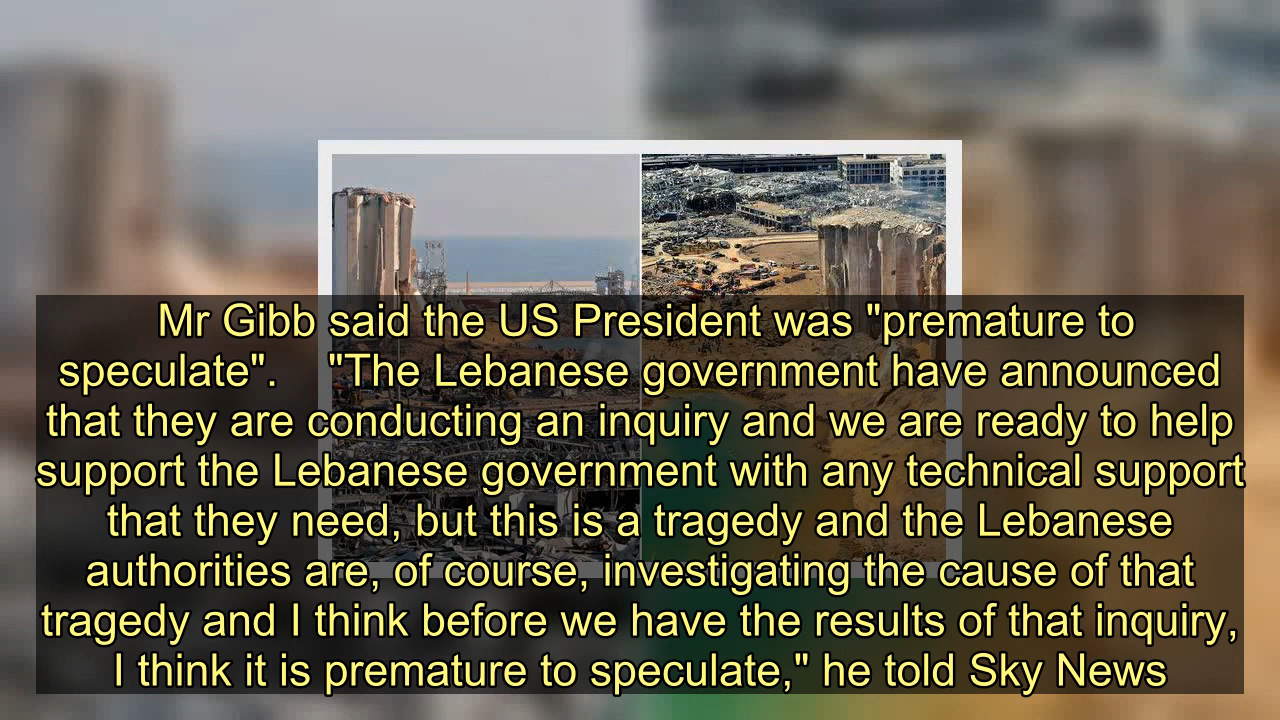 Mr Gibb said the US President was "premature to
speculate".    "The Lebanese government have announced
that they are conducting an inquiry and we are ready to help
support the Lebanese government with any technical support
that they need, but this is a tragedy and the Lebanese
authorities are, of course, investigating the cause of that
tragedy and I think before we have the results of that inquiry,
I think it is premature to speculate," he told Sky News